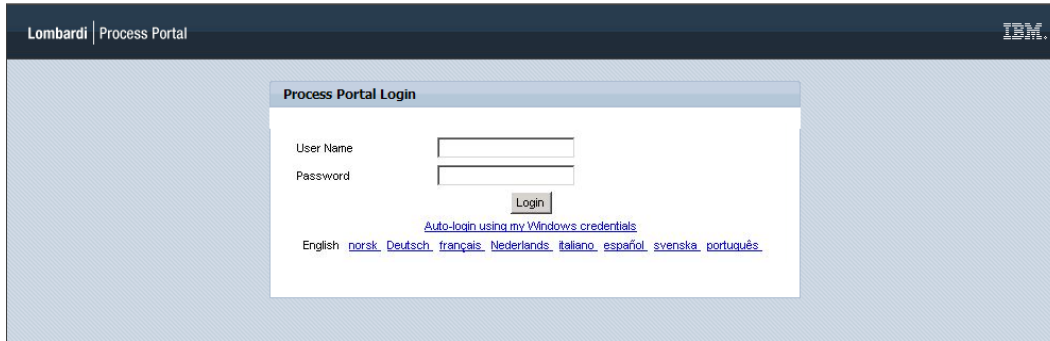 Lombardi | Process Portal
IBM.
Process Portal Login
User Name
Password
Login
Auto-login using my Windows credentials
English norsk Deutsch français Nederlands italiano español svenska português